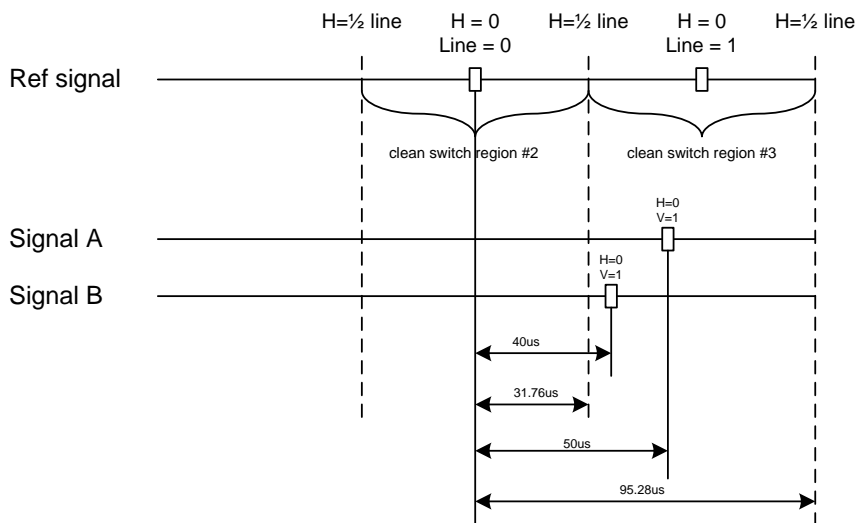 H=½ line
H = 0
Line = 0
H=½ line
H = 0
Line = 1
H=½ line
Ref signal
clean switch region #2
clean switch region #3
Signal A
H=0
V=1
Signal B
H=0
V=1
40us
31.76us
50us
95.28us